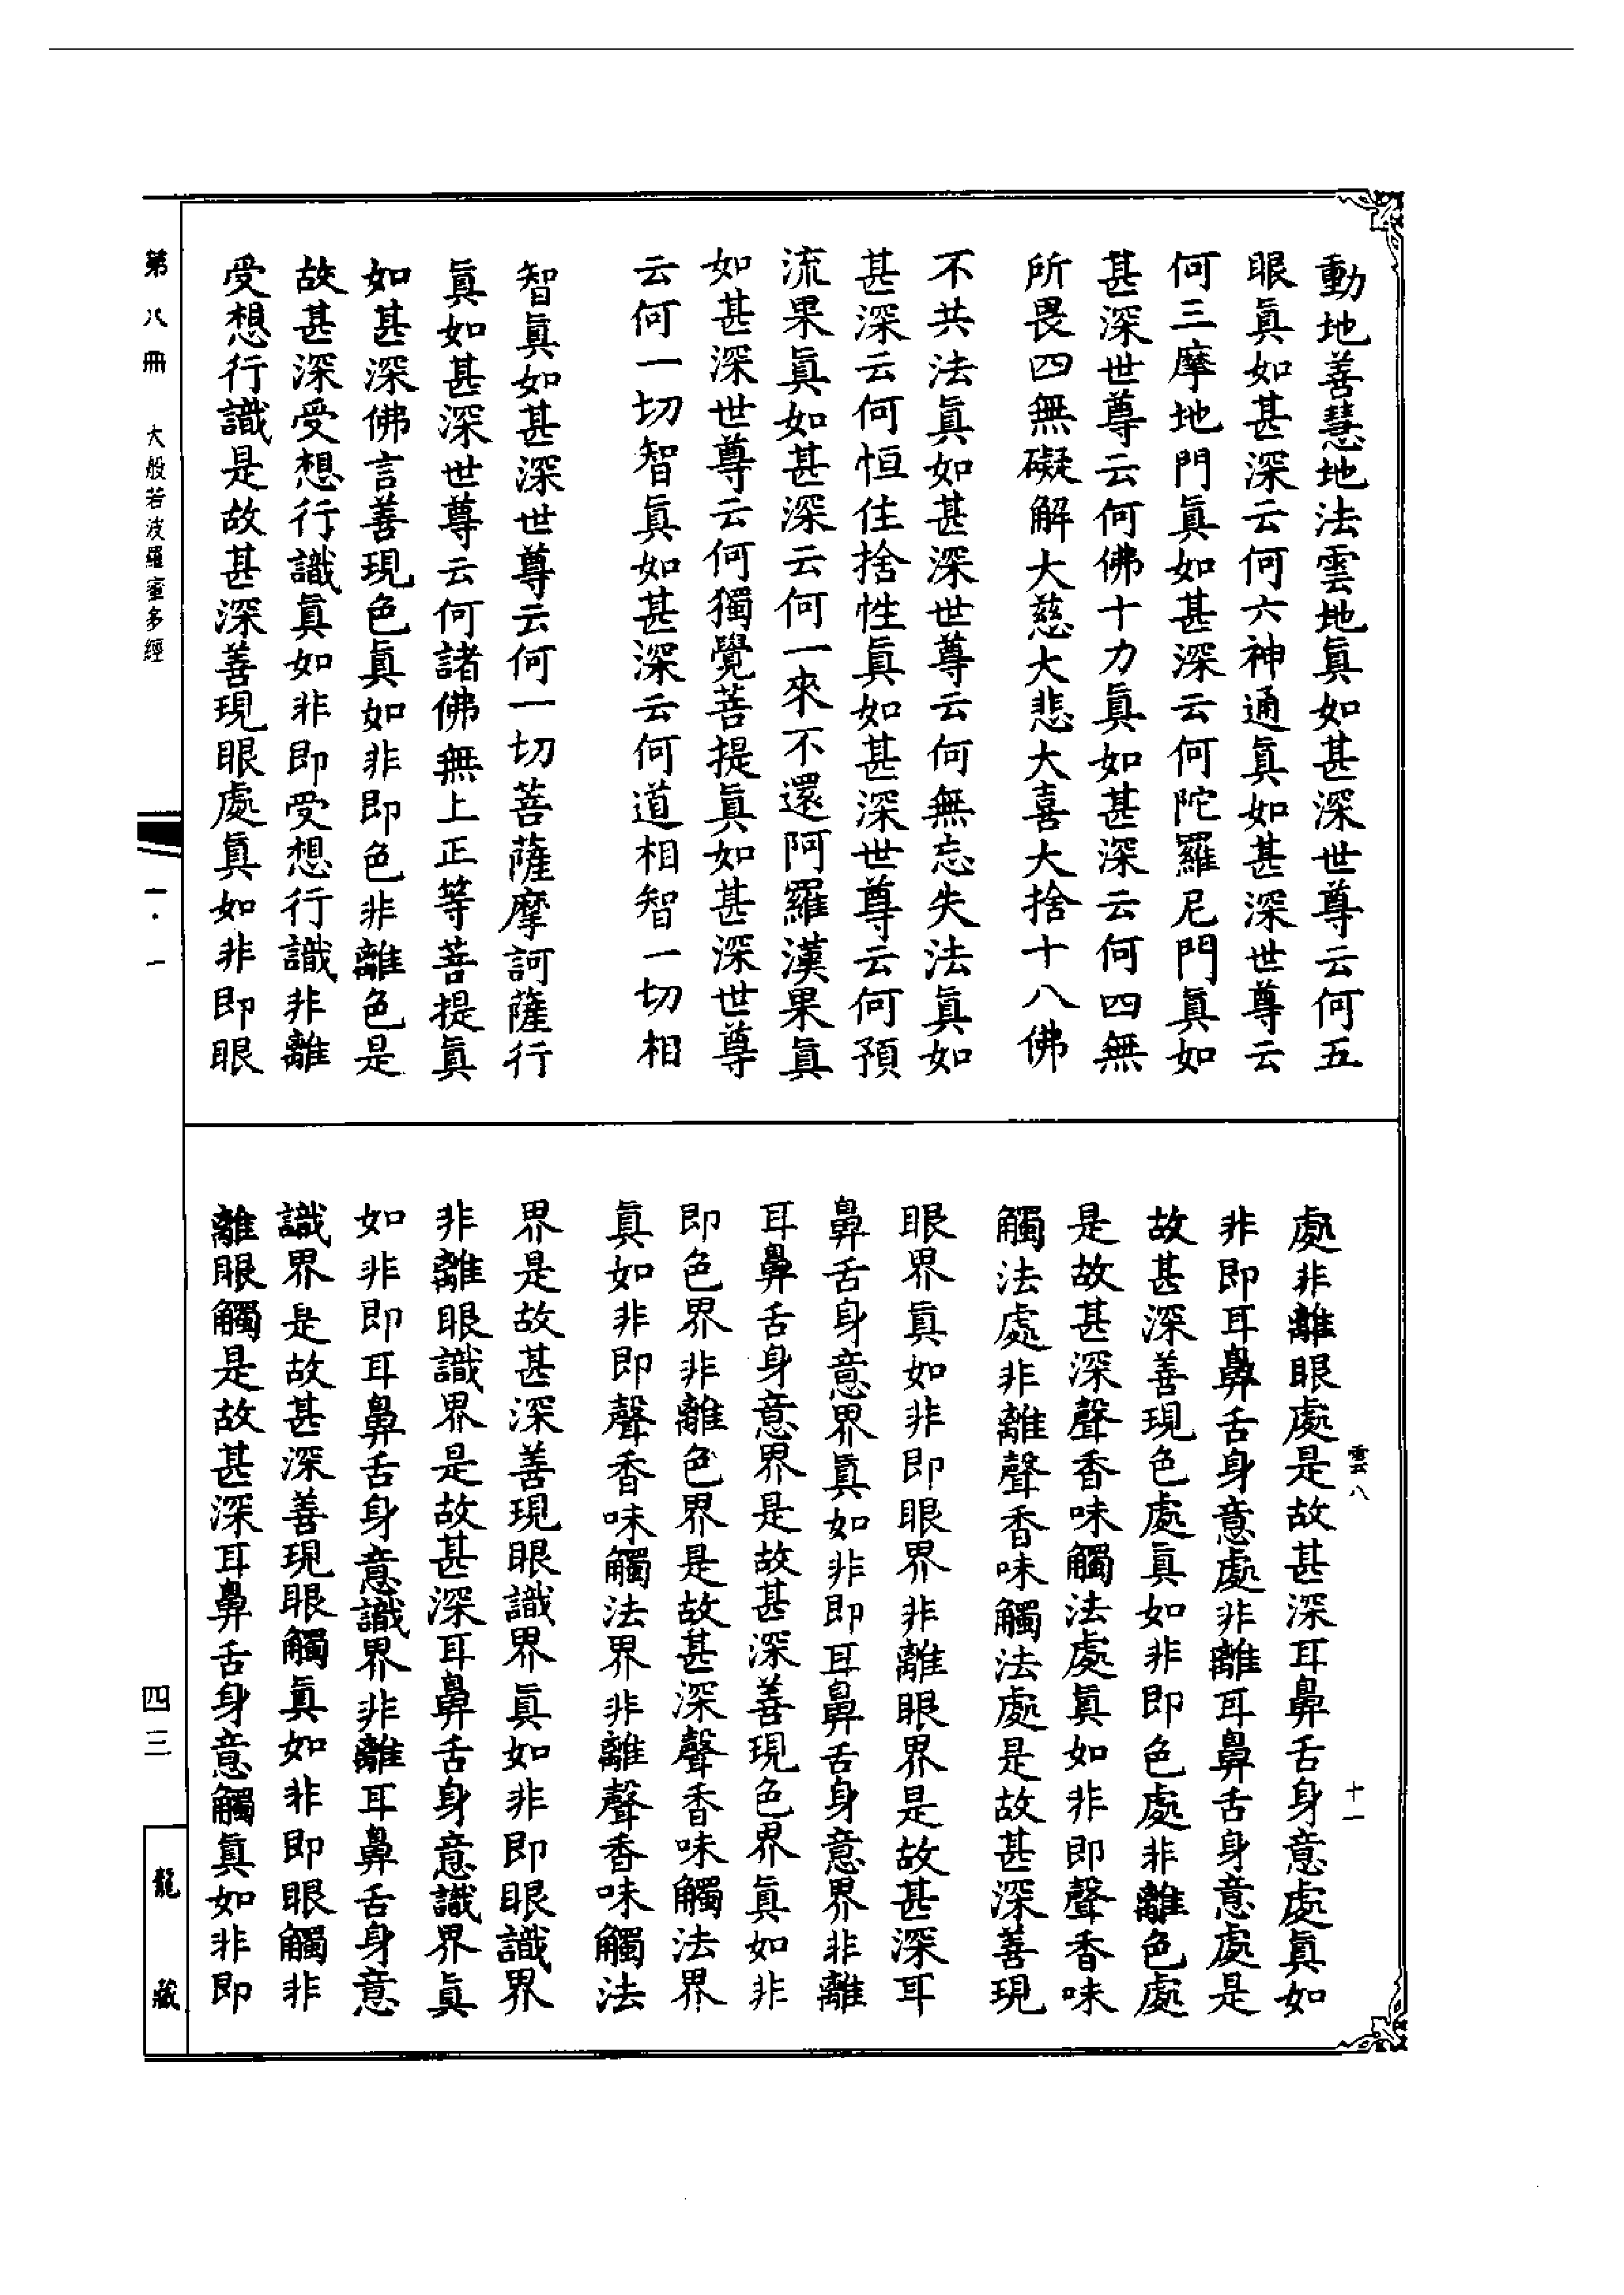 動地善慧地法雲地眞如甚深世尊云何五
眼眞如甚深云何六神通眞如甚深世尊云
何三摩地門眞如甚深云何陀羅尼門眞如
甚深世尊云何佛十力眞如甚深云何四無
所畏四無礙解大慈大悲大喜大捨十八佛
不共法眞如甚深世尊云何無忘失法眞如
甚深云何恒住捨性眞如甚深世尊云何預
流果眞如甚深云何一來不還阿羅漢果眞
如甚深世尊云何獨覺菩提眞如甚深世尊
云何一切智眞如甚深云何道相智一切相
智眞如甚深世尊云何一切菩薩摩訶薩行
眞如甚深世尊云何諸佛無上正等菩提眞
如甚深佛言善現色眞如非即色非離色是
故甚深受想行識眞如非即受想行識非離
受想行識是故甚深善現眼處眞如非即眼
處非離眼處是故甚深耳鼻舌身意處眞如
非即耳鼻舌身意處非離耳鼻舌身意處是
故甚深善現色處眞如非即色處非離色處
是故甚深聲香味觸法處眞如非即聲香味
觸法處非離聲香味觸法處是故甚深善現
眼界眞如非即眼界非離眼界是故甚深耳
鼻舌身意界眞如非即耳鼻舌身意界非離
耳鼻舌身意界是故甚深善現色界眞如非
即色界非離色界是故甚深聲香味觸法界
眞如非即聲香味觸法界非離聲香味觸法
界是故甚深善現眼識界眞如非即眼識界
非離眼識界是故甚深耳鼻舌身意識界眞
如非即耳鼻舌身意識界非離耳鼻舌身意
識界是故甚深善現眼觸眞如非即眼觸非
離眼觸是故甚深耳鼻舌身意觸眞如非即
雲八
十一
第八冊 大般若波羅蜜多經
一·一
四三
龍藏